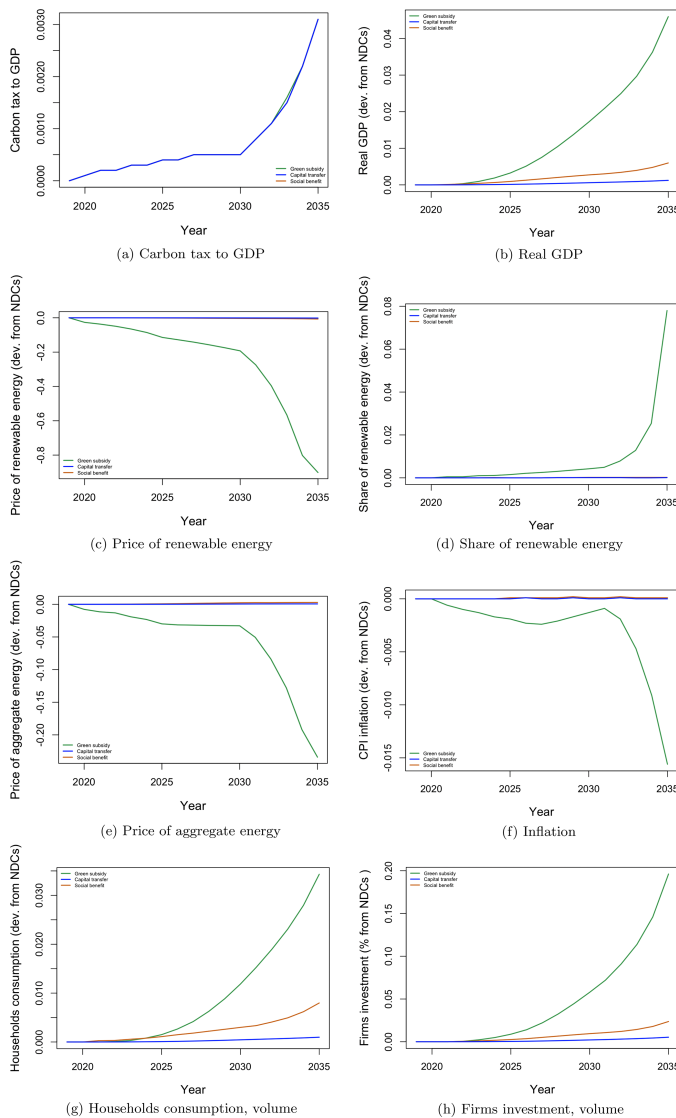 Carbon tax to GDP
0.0030
0.0020
0.0010
0.0000
Green subsidy
Capital transfer
Social benefit
2020 2025 2030 2035
Year
(a) Carbon tax to GDP
Real GDP (dev. from NDCs)
0.04
0.03
0.02
0.01
0.00
Green subsidy
Capital transfer
Social benefit
2020 2025 2030 2035
Year
(b) Real GDP
Price of renewable energy (dev. from NDCs)
0.0
-0.2
-0.4
-0.6
-0.8
Green subsidy
Capital transfer
Social benefit
2020 2025 2030 2035
Year
(c) Price of renewable energy
Share of renewable energy (dev. from NDCs)
0.08
0.06
0.04
0.02
0.00
Green subsidy
Capital transfer
Social benefit
2020 2025 2030 2035
Year
(d) Share of renewable energy
Price of aggregate energy (dev. from NDCs)
0.00
-0.05
-0.10
-0.15
-0.20
Green subsidy
Capital transfer
Social benefit
2020 2025 2030 2035
Year
(e) Price of aggregate energy
CPI inflation (dev. from NDCs)
0.000
-0.005
-0.010
-0.015
Green subsidy
Capital transfer
Social benefit
2020 2025 2030 2035
Year
(f) Inflation
Households consumption (dev. from NDCs)
0.030
0.020
0.010
0.000
Green subsidy
Capital transfer
Social benefit
2020 2025 2030 2035
Year
(g) Households consumption, volume
Firms investment (% from NDCs )
0.20
0.15
0.10
0.05
0.00
Green subsidy
Capital transfer
Social benefit
2020 2025 2030 2035
Year
(h) Firms investment, volume